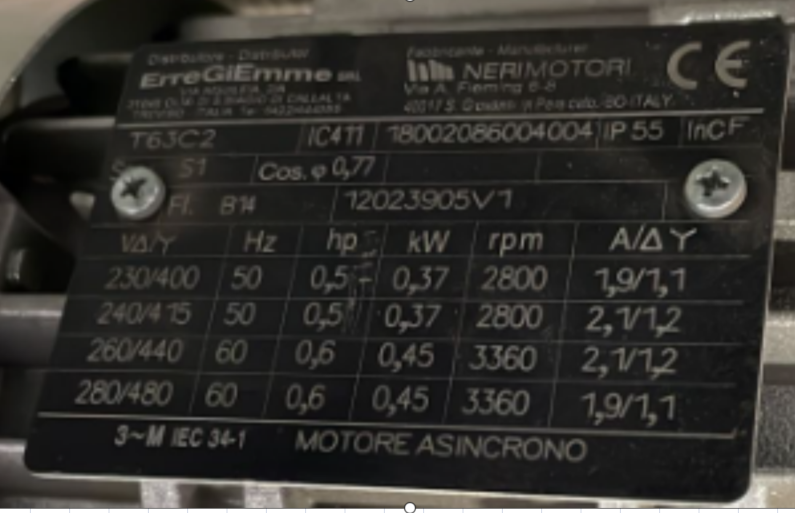 Distributore - Distributor
ErreGiEmme SRL
Fabbricante - Manufacturer
NERIMOTORI
Via A. Fleming 6-8
ITALY
CE
T63C2 IC411 18002086004004 IP 55 InCF
S1 Cos. φ 0,77
Fl. B14 12023905V1
V∆/Y Hz hp kW rpm A/∆ Y
230/400 50 0,5 0,37 2800 1,9/1,1
240/415 50 0,5 0,37 2800 2,1/1,2
260/440 60 0,6 0,45 3360 2,1/1,2
280/480 60 0,6 0,45 3360 1,9/1,1
3~M IEC 34-1 MOTORE ASINCRONO